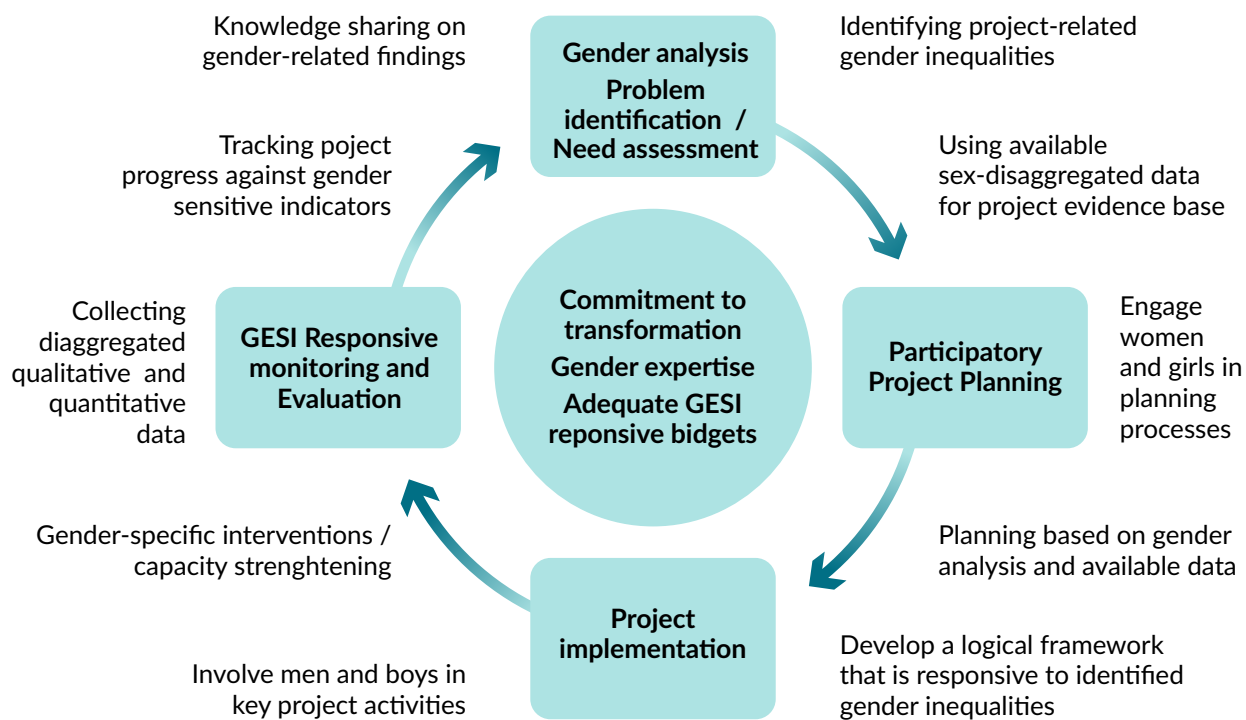 Knowledge sharing on
gender-related findings
Gender analysis
Problem
identification /
Need assessment
Identifying project-related
gender inequalities
Tracking poject
progress against gender
sensitive indicators
Using available
sex-disaggregated data
for project evidence base
Collecting
diaggregated
qualitative and
quantitative
data
GESI Responsive
monitoring and
Evaluation
Commitment to
transformation
Gender expertise
Adequate GESI
reponsive bidgets
Participatory
Project Planning
Engage
women
and girls in
planning
processes
Gender-specific interventions /
capacity strenghtening
Planning based on gender
analysis and available data
Project
implementation
Involve men and boys in
key project activities
Develop a logical framework
that is responsive to identified
gender inequalities